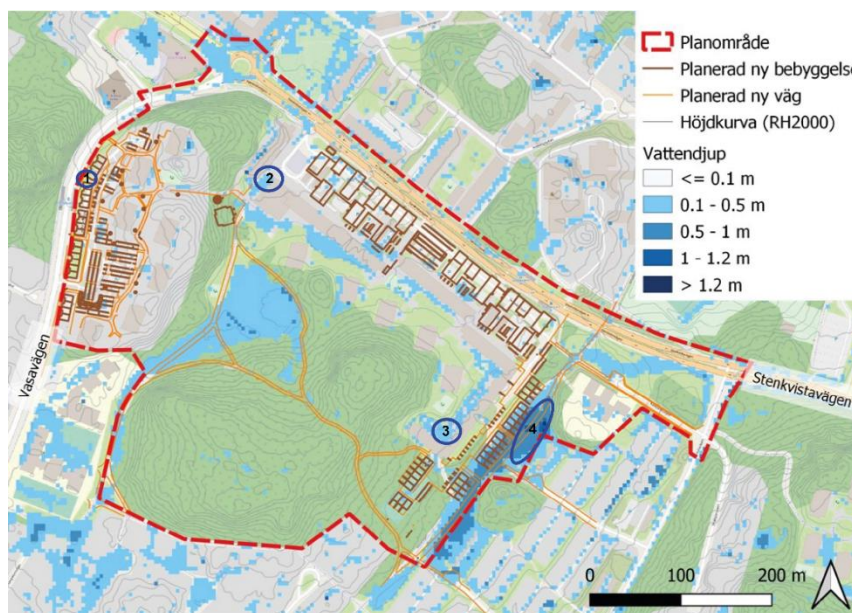 Planområde
Planerad ny bebyggelse
Planerad ny väg
Höjdkurva (RH2000)
Vattendjup
<= 0.1 m
0.1 - 0.5 m
0.5 - 1 m
1 - 1.2 m
> 1.2 m
1
2
Vasavägen
Stenkvistavägen
3
4
0 100 200 m